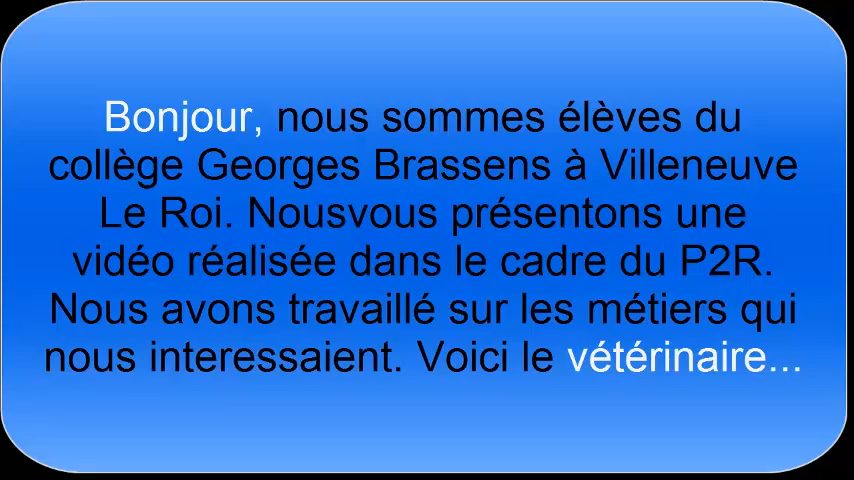 Bonjour, nous sommes élèves du
collège Georges Brassens à Villeneuve
Le Roi. Nousvous présentons une
vidéo réalisée dans le cadre du P2R.
Nous avons travaillé sur les métiers qui
nous interessaient. Voici le vétérinaire...